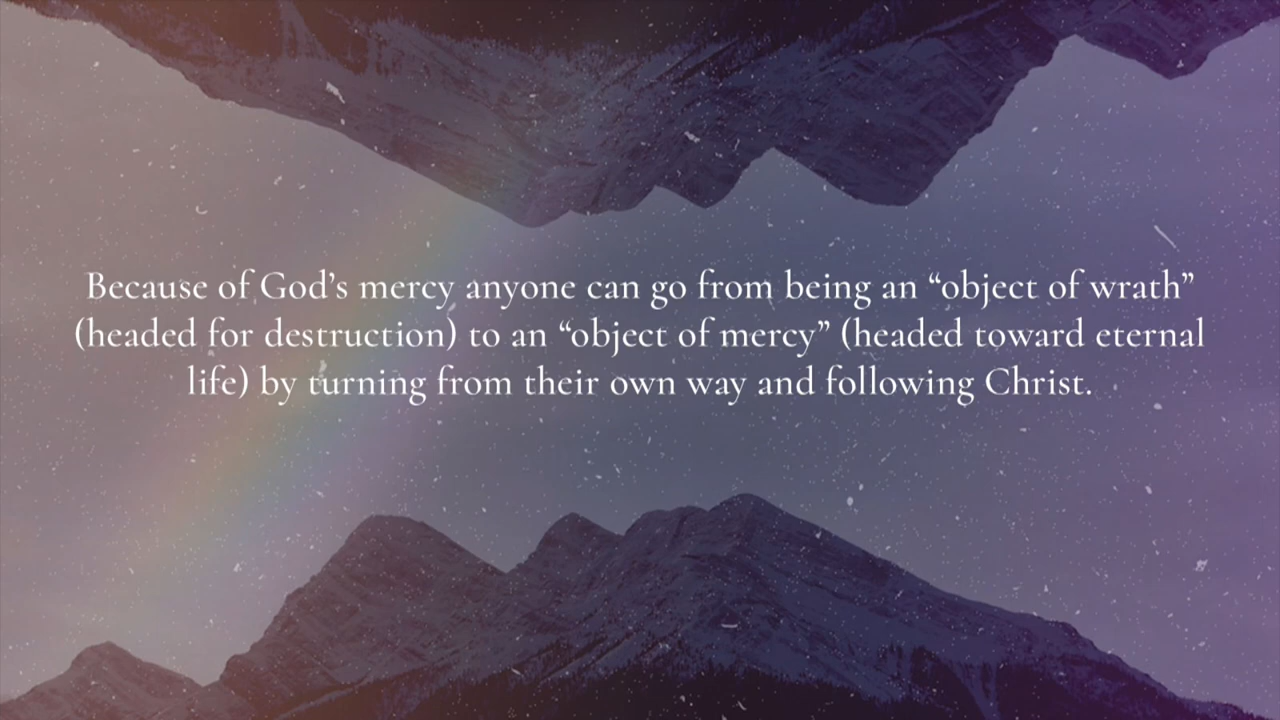 Because of God’s mercy anyone can go from being an “object of wrath”
(headed for destruction) to an “object of mercy” (headed toward eternal
life) by turning from their own way and following Christ.